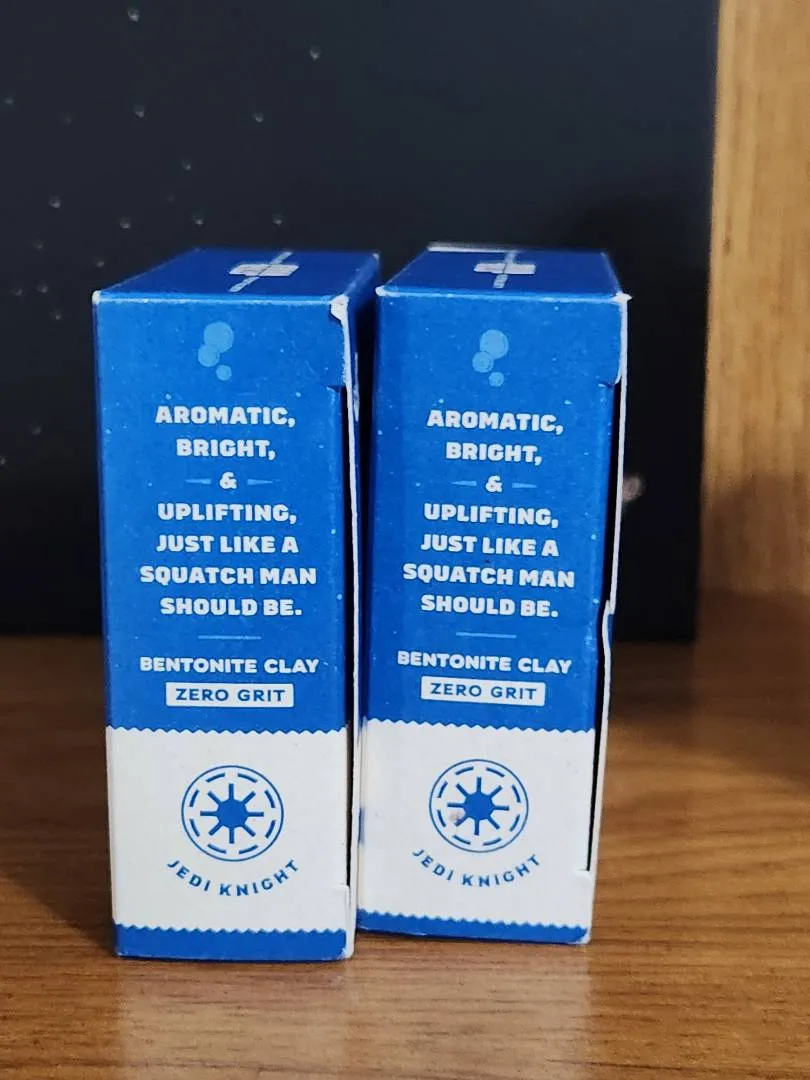 AROMATIC,
BRIGHT,
&
UPLIFTING,
JUST LIKE A
SQUATCH MAN
SHOULD BE.
BENTONITE CLAY
ZERO GRIT
JEDI KNIGHT
AROMATIC,
BRIGHT,
&
UPLIFTING,
JUST LIKE A
SQUATCH MAN
SHOULD BE.
BENTONITE CLAY
ZERO GRIT
JEDI KNIGHT